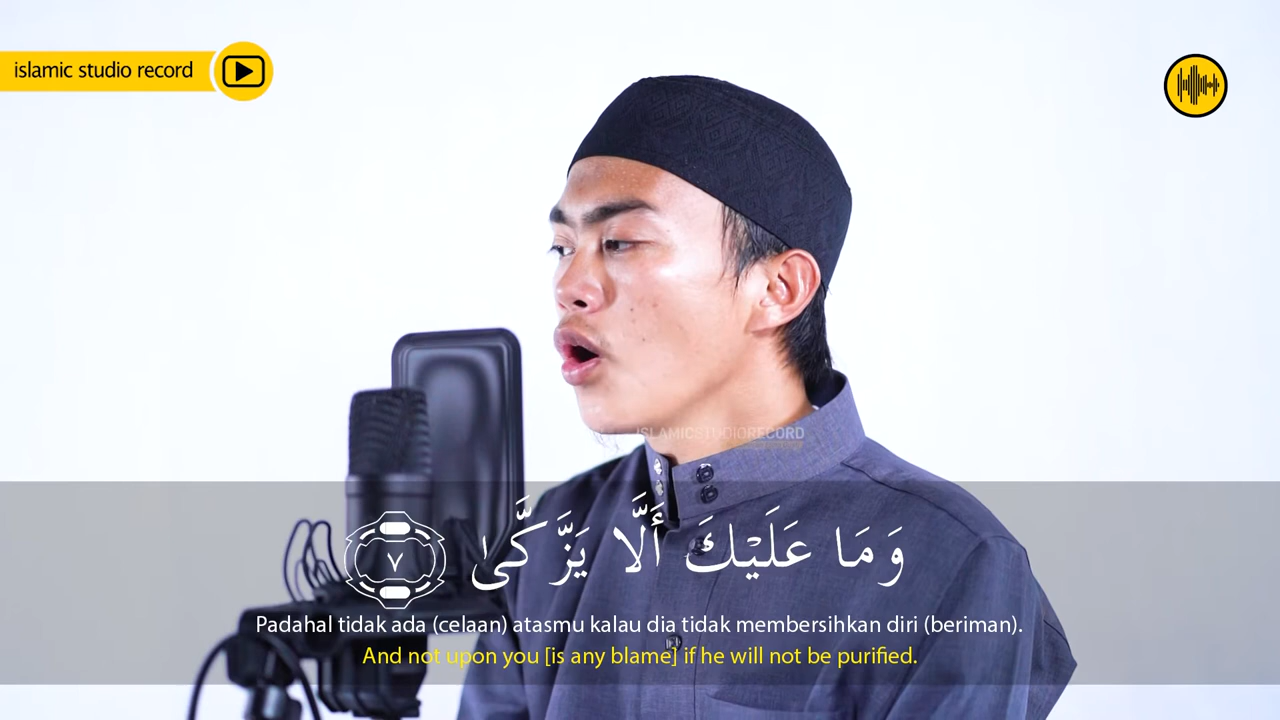 islamic studio record
ISLAMICSTUDIORECORD
وَمَا عَلَيْكَ أَلَّا يَزَّكَّىٰ ٧
Padahal tidak ada (celaan) atasmu kalau dia tidak membersihkan diri (beriman).
And not upon you [is any blame] if he will not be purified.